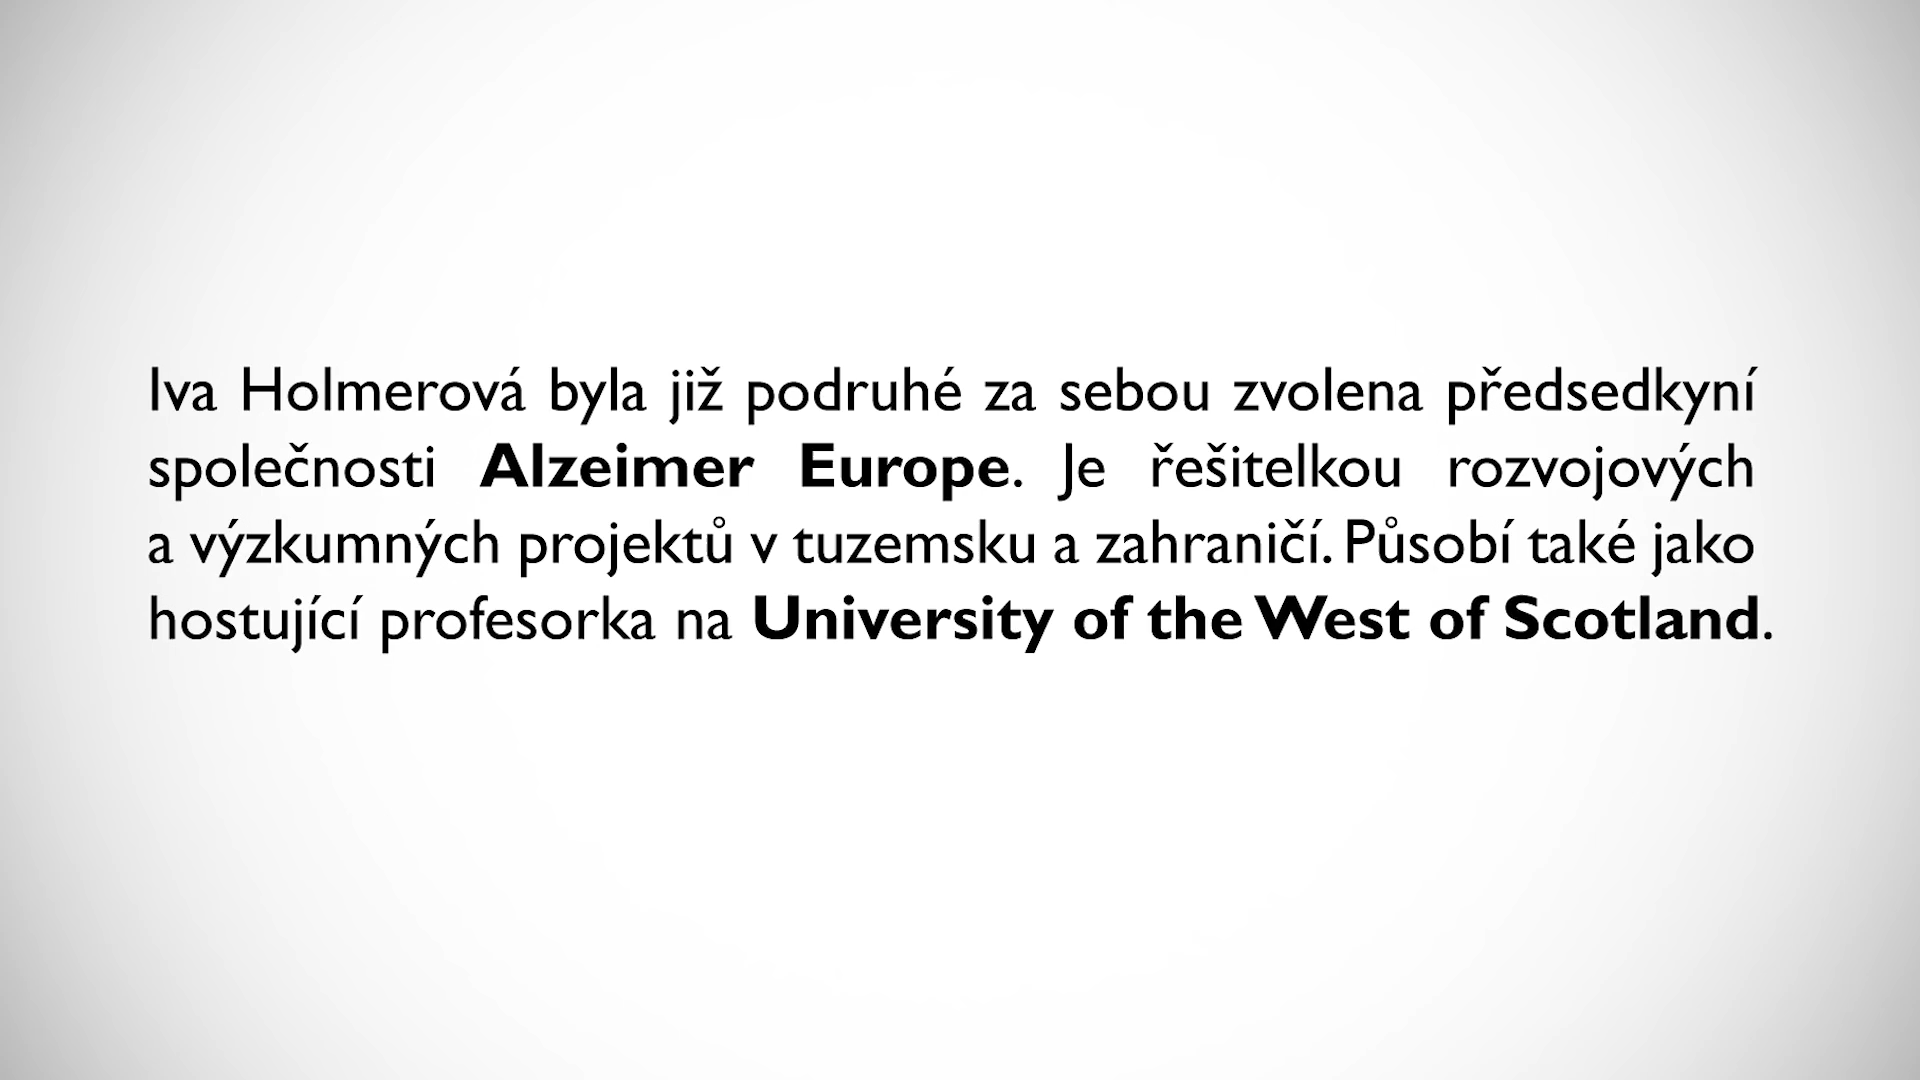 Iva Holmerová byla již podruhé za sebou zvolena předsedkyní
společnosti Alzeimer Europe. Je řešitelkou rozvojových
a výzkumných projektů v tuzemsku a zahraničí. Působí také jako
hostující profesorka na University of the West of Scotland.